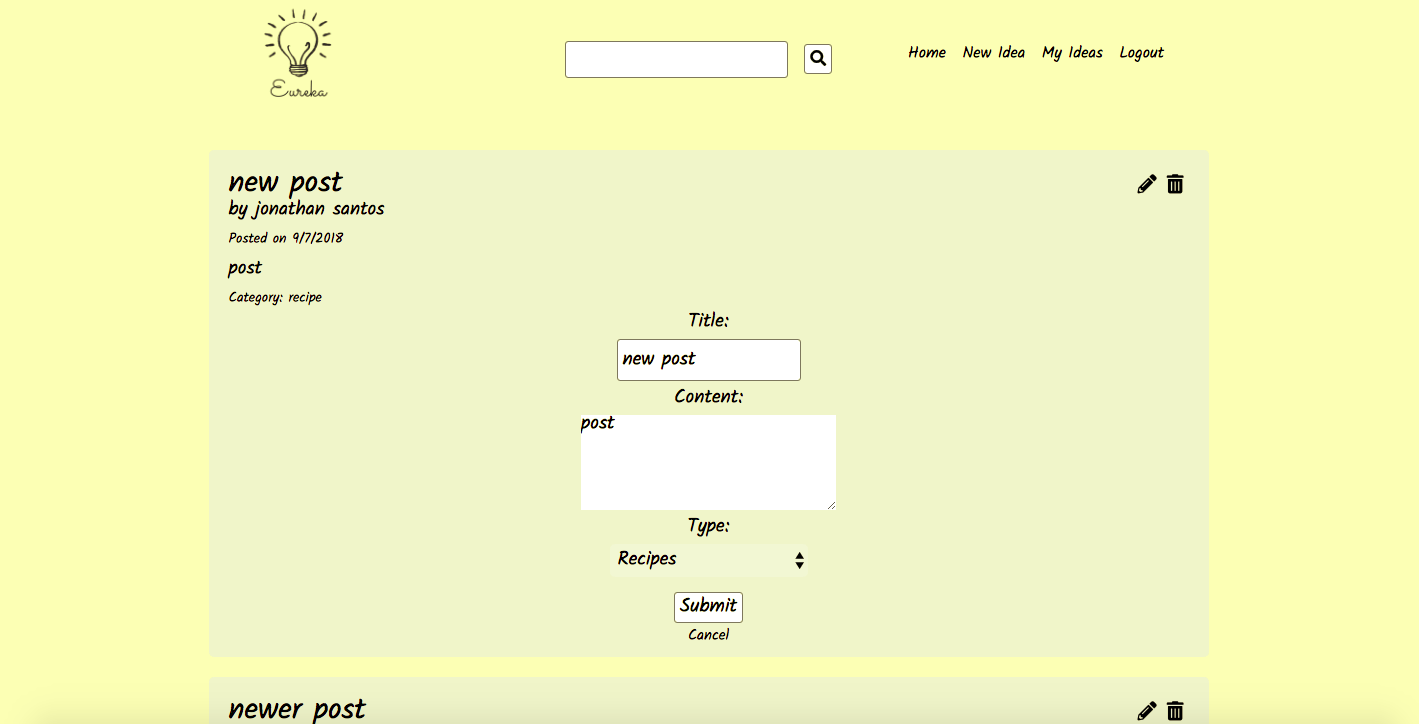 Eureka
Home New Idea My Ideas Logout
new post
by jonathan santos
Posted on 9/7/2018
post
Category: recipe
Title:
new post
Content:
post
Type:
Recipes
Submit
Cancel
newer post